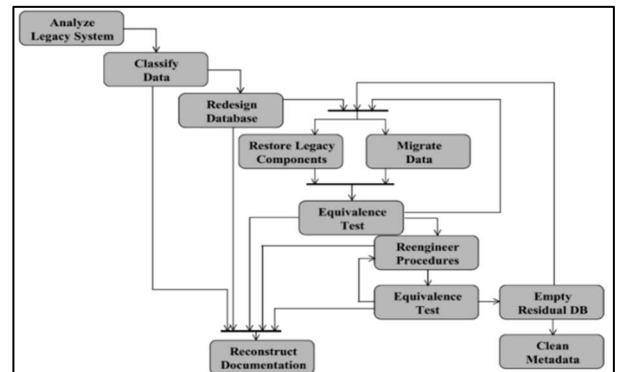 Analyze
Legacy System
Classify
Data
Redesign
Database
Restore Legacy
Components
Migrate
Data
Equivalence
Test
Reengineer
Procedures
Equivalence
Test
Empty
Residual DB
Clean
Metadata
Reconstruct
Documentation